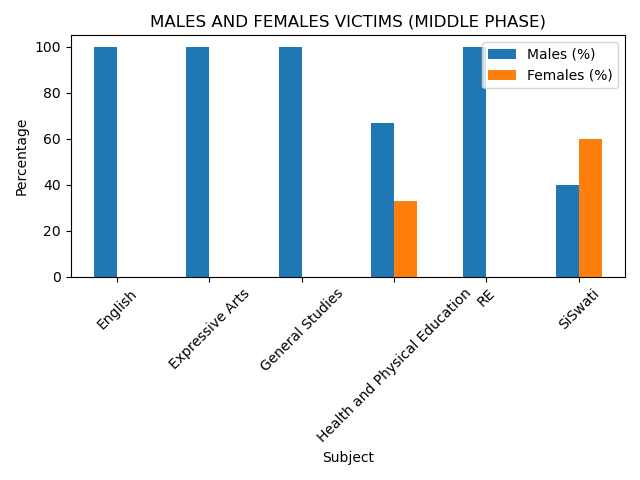 MALES AND FEMALES VICTIMS (MIDDLE PHASE)
Males (%)
Females (%)
Percentage
100
80
60
40
20
0
English
Expressive Arts
General Studies
Health and Physical Education
RE
SiSwati
Subject